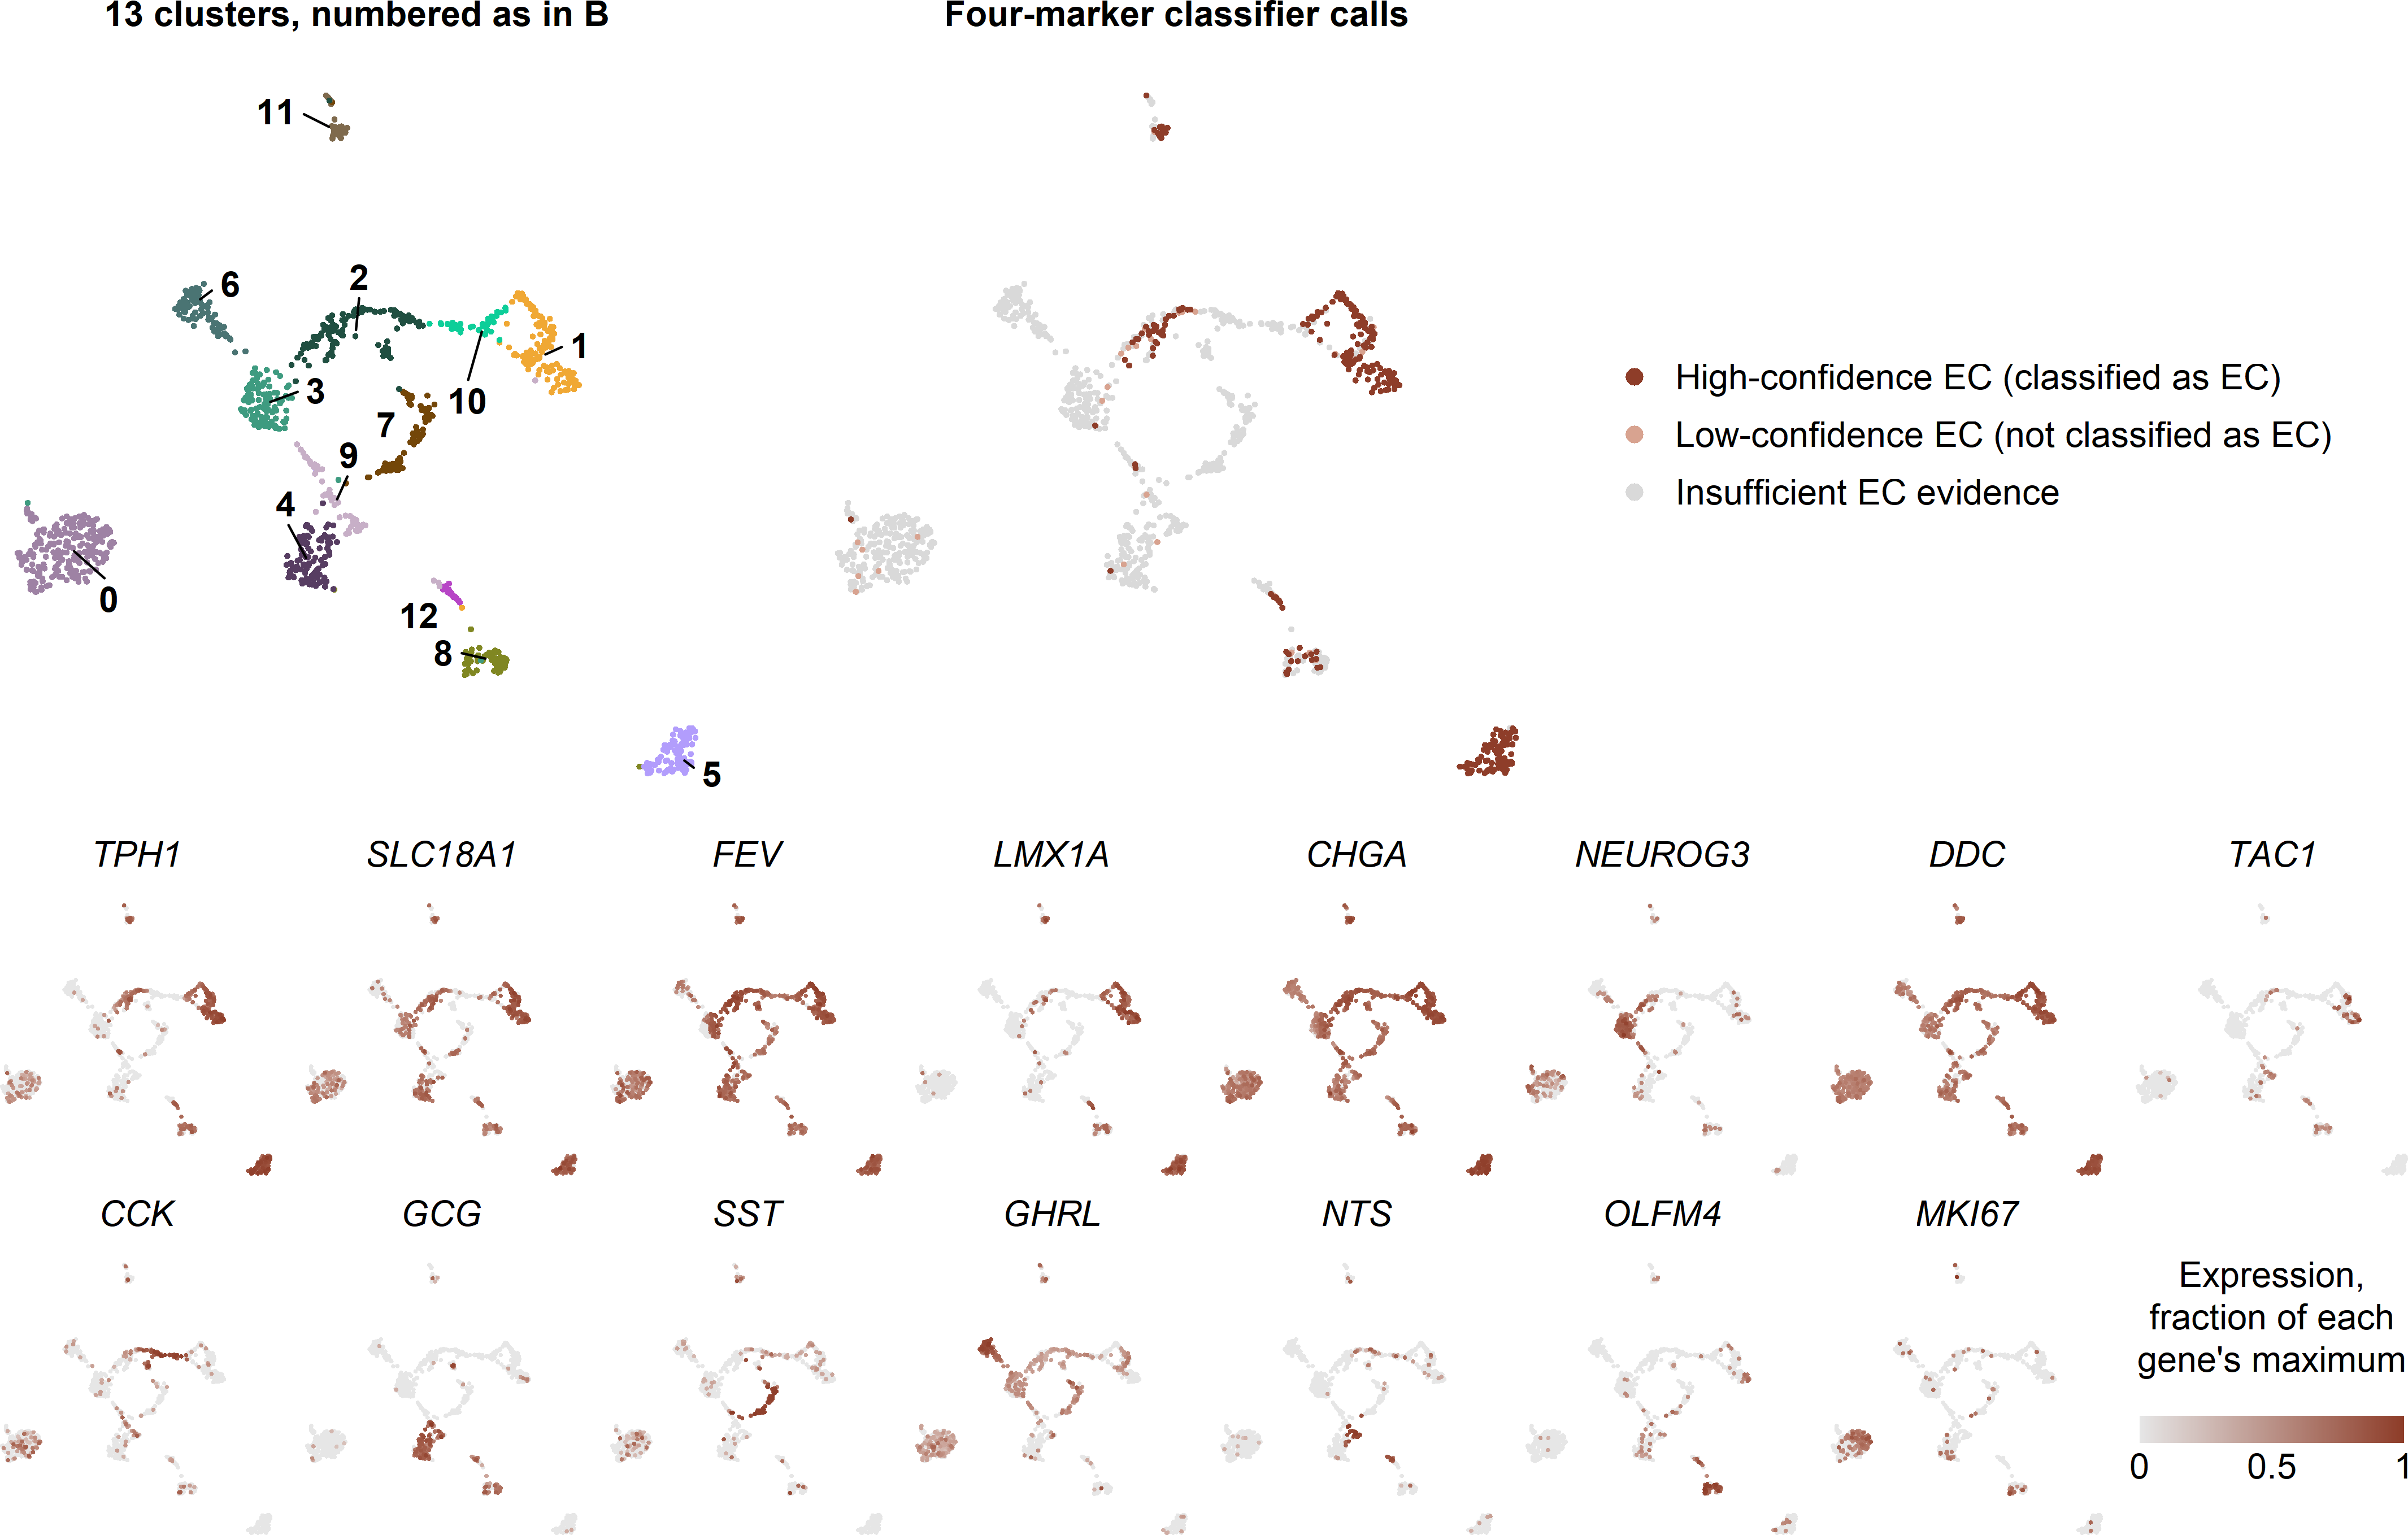 13 clusters, numbered as in B
Four-marker classifier calls
11
6
2
1
3
10
7
9
4
0
12
8
5
High-confidence EC (classified as EC)
Low-confidence EC (not classified as EC)
Insufficient EC evidence
TPH1
SLC18A1
FEV
LMX1A
CHGA
NEUROG3
DDC
TAC1
CCK
GCG
SST
GHRL
NTS
OLFM4
MKI67
Expression,
fraction of each
gene's maximum
0
0.5
1